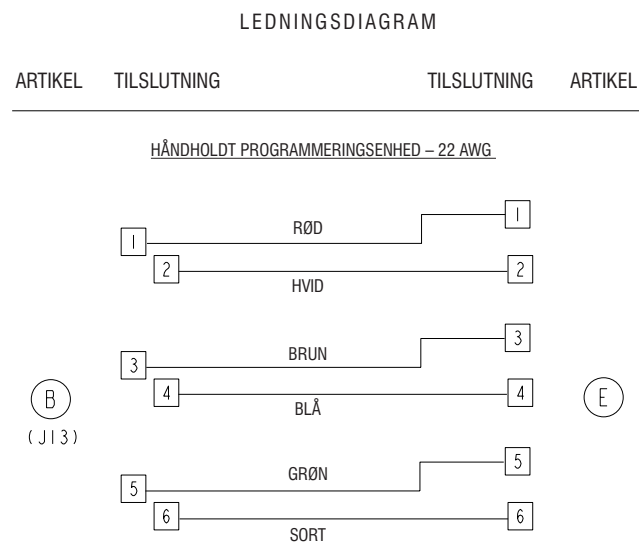 LEDNINGSDIAGRAM
ARTIKEL TILSLUTNING TILSLUTNING ARTIKEL
HÅNDHOLDT PROGRAMMERINGSENHED – 22 AWG
1 RØD 1
2 HVID 2
3 BRUN 3
4 BLÅ 4
B E
(J13)
5 GRØN 5
6 SORT 6